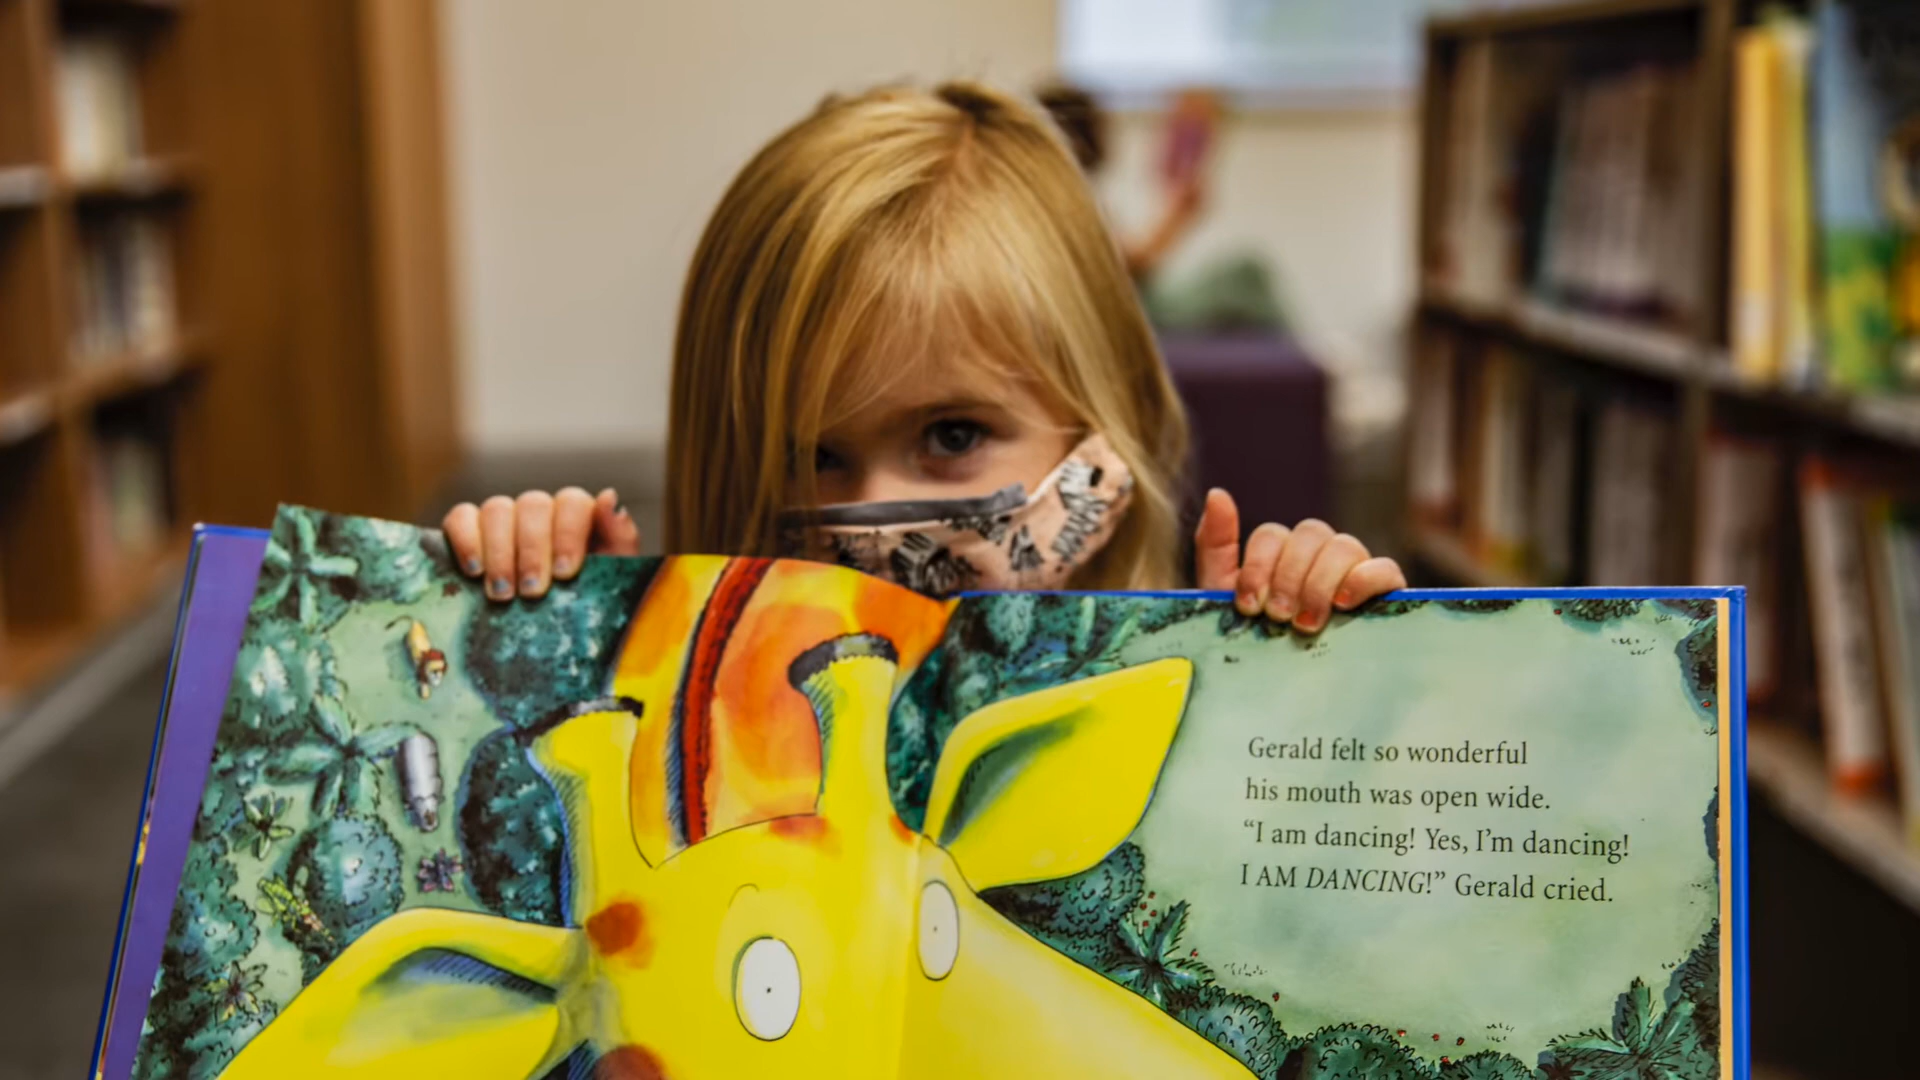 Gerald felt so wonderful
his mouth was open wide.
“I am dancing! Yes, I’m dancing!
I AM DANCING!” Gerald cried.